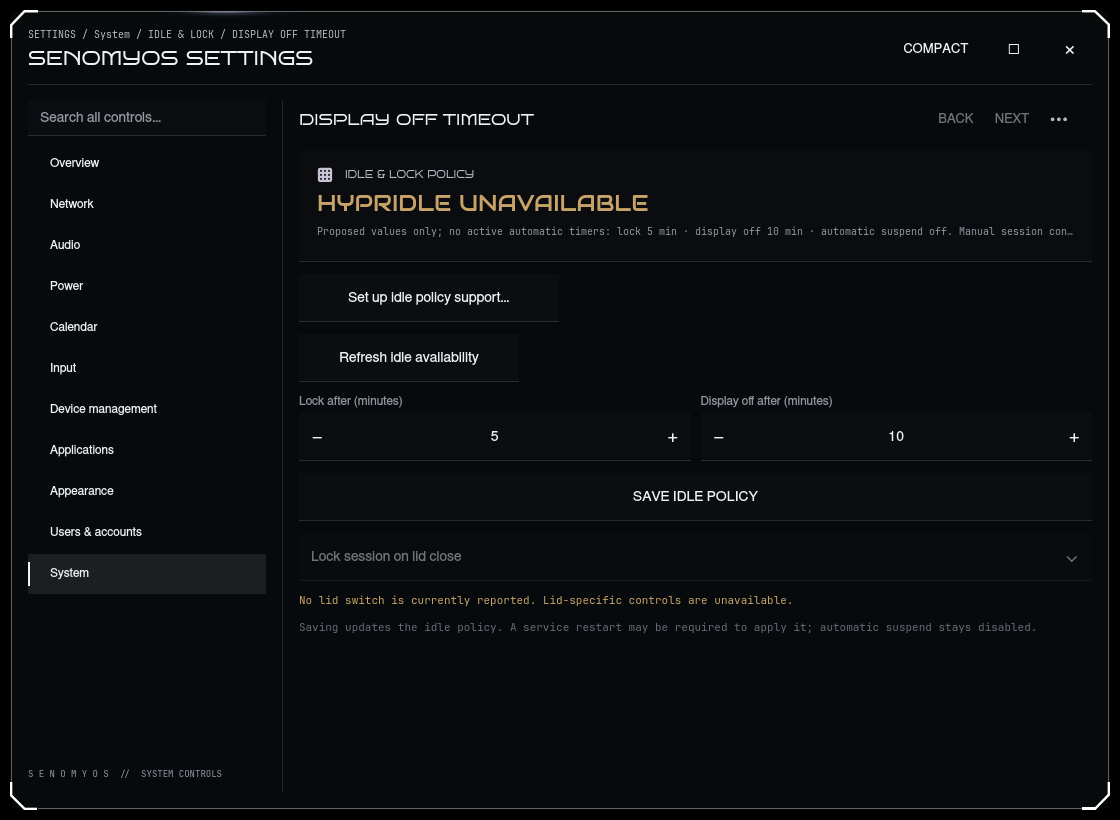 SETTINGS / System / IDLE & LOCK / DISPLAY OFF TIMEOUT
SENOMYOS SETTINGS
COMPACT
Search all controls...
Overview
Network
Audio
Power
Calendar
Input
Device management
Applications
Appearance
Users & accounts
System
SENOMYOS // SYSTEM CONTROLS
DISPLAY OFF TIMEOUT
BACK NEXT
IDLE & LOCK POLICY
HYPRIDLE UNAVAILABLE
Proposed values only; no active automatic timers: lock 5 min · display off 10 min · automatic suspend off. Manual session con…
Set up idle policy support...
Refresh idle availability
Lock after (minutes) Display off after (minutes)
− 5 + − 10 +
SAVE IDLE POLICY
Lock session on lid close
No lid switch is currently reported. Lid-specific controls are unavailable.
Saving updates the idle policy. A service restart may be required to apply it; automatic suspend stays disabled.